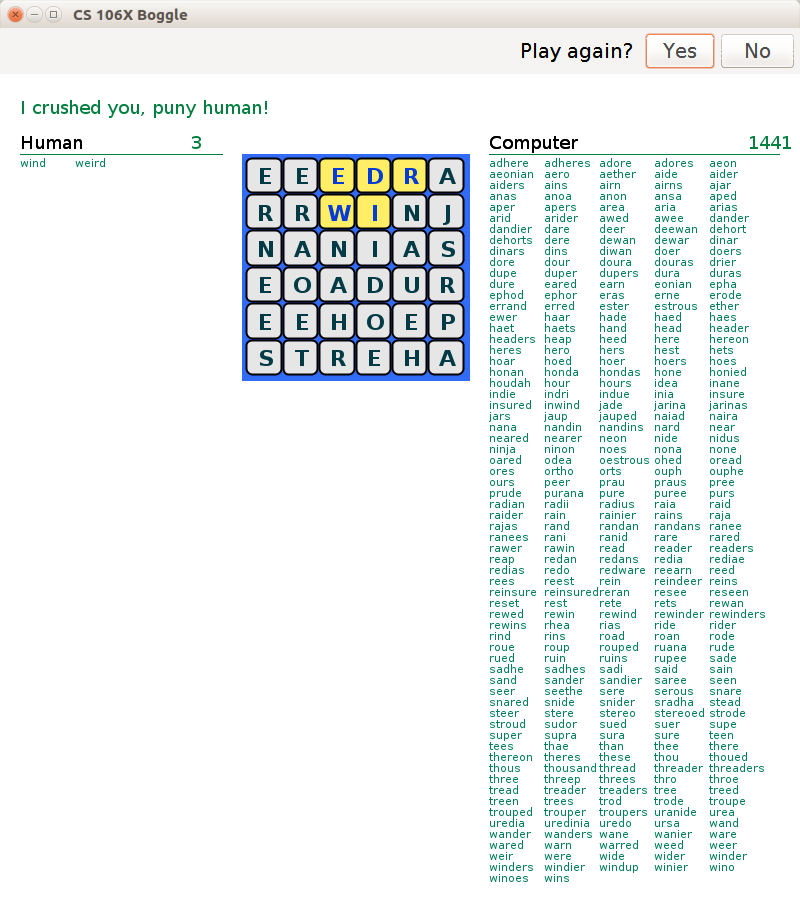 CS 106X Boggle
Play again? Yes No
I crushed you, puny human!
Human 3
wind weird
E E E D R A
R R W I N J
N A N I A S
E O A D U R
E E H O E P
S T R E H A
Computer 1441
adhere adheres adore adores aeon
aeonian aero aether aide aider
aiders ains airn airns ajar
anas anoa anon ansa aped
aper apers area aria arias
arid arider awed awee dander
dandier dare deer deewan dehort
dehorts dere dewan dewar dinar
dinars dins diwan doer doers
dore dour doura douras drier
dupe duper dupers dura duras
dure eared earn eonian epha
ephod ephor eras erne erode
errand erred ester estrous ether
ewer haar hade haed haes
haet haets hand head header
headers heap heed here hereon
heres hero hers hest hets
hoar hoed hoer hoers hoes
honan honda hondas hone honied
houdah hour hours idea inane
indie indri indue inia insure
insured inwind jade jarina jarinas
jars jaup jauped naiad naira
nana nandin nandins nard near
neared nearer neon nide nidus
ninja ninon noes nona none
oared odea oestrous ohed oread
ores ortho orts ouph ouphe
ours peer prau praus pree
prude purana pure puree purs
radian radii radius raia raid
raider rain rainier rains raja
rajas rand randan randans ranee
ranees rani ranid rare rared
rawer rawin read reader readers
reap redan redans redia rediae
redias redo redware reearn reed
rees reest rein reindeer reins
reinsure reinsured reran resee reseen
reset rest rete rets rewan
rewed rewin rewind rewinder rewinders
rewins rhea rias ride rider
rind rins road roan rode
roue roup rouped ruana rude
rued ruin ruins rupee sade
sadhe sadhes sadi said sain
sand sander sandier saree seen
seer seethe sere serous snare
snared snide snider sradha stead
steer stere stereo stereoed strode
stroud sudor sued suer supe
super supra sura sure teen
tees thae than thee there
thereon theres these thou thoued
thous thousand thread threader threaders
three threep threes thro throe
tread treader treaders tree treed
treen trees trod trode troupe
trouped trouper troupers uranide urea
uredia uredinia uredo ursa wand
wander wanders wane wanier ware
wared warn warred weed weer
weir were wide wider winder
winders windier windup winier wino
winoes wins